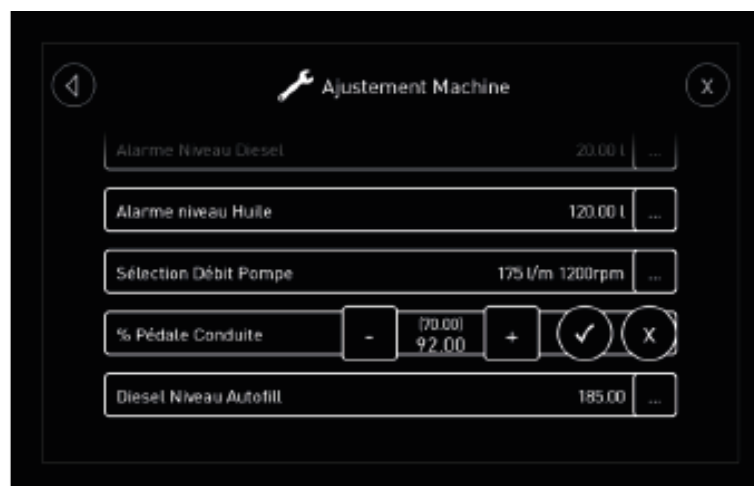 Ajustement Machine
X
Alarme Niveau Diesel 20.00 l ...
Alarme niveau Huile 120.00 l ...
Sélection Débit Pompe 175 l/m 1200rpm ...
% Pédale Conduite - (70.00) 92.00 + X
Diesel Niveau Autofill 185.00 ...